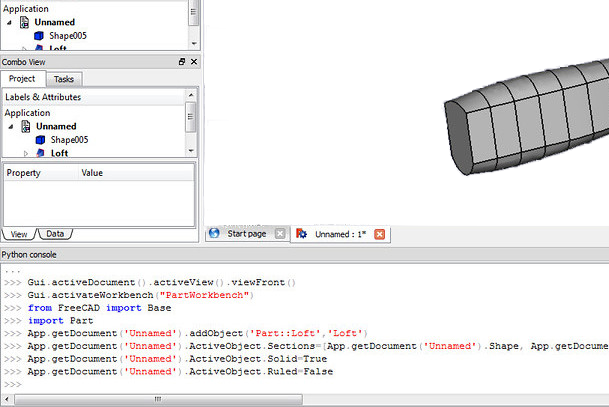 Application
Unnamed
Shape005
Loft
Combo View
Project Tasks
Labels & Attributes
Application
Unnamed
Shape005
Loft
Property Value
View Data
Start page Unnamed : 1*
Python console
...
>>> Gui.activeDocument().activeView().viewFront()
>>> Gui.activateWorkbench("PartWorkbench")
>>> from FreeCAD import Base
>>> import Part
>>> App.getDocument('Unnamed').addObject('Part::Loft','Loft')
>>> App.getDocument('Unnamed').ActiveObject.Sections=[App.getDocument('Unnamed').Shape, App.getDocume
>>> App.getDocument('Unnamed').ActiveObject.Solid=True
>>> App.getDocument('Unnamed').ActiveObject.Ruled=False
>>>